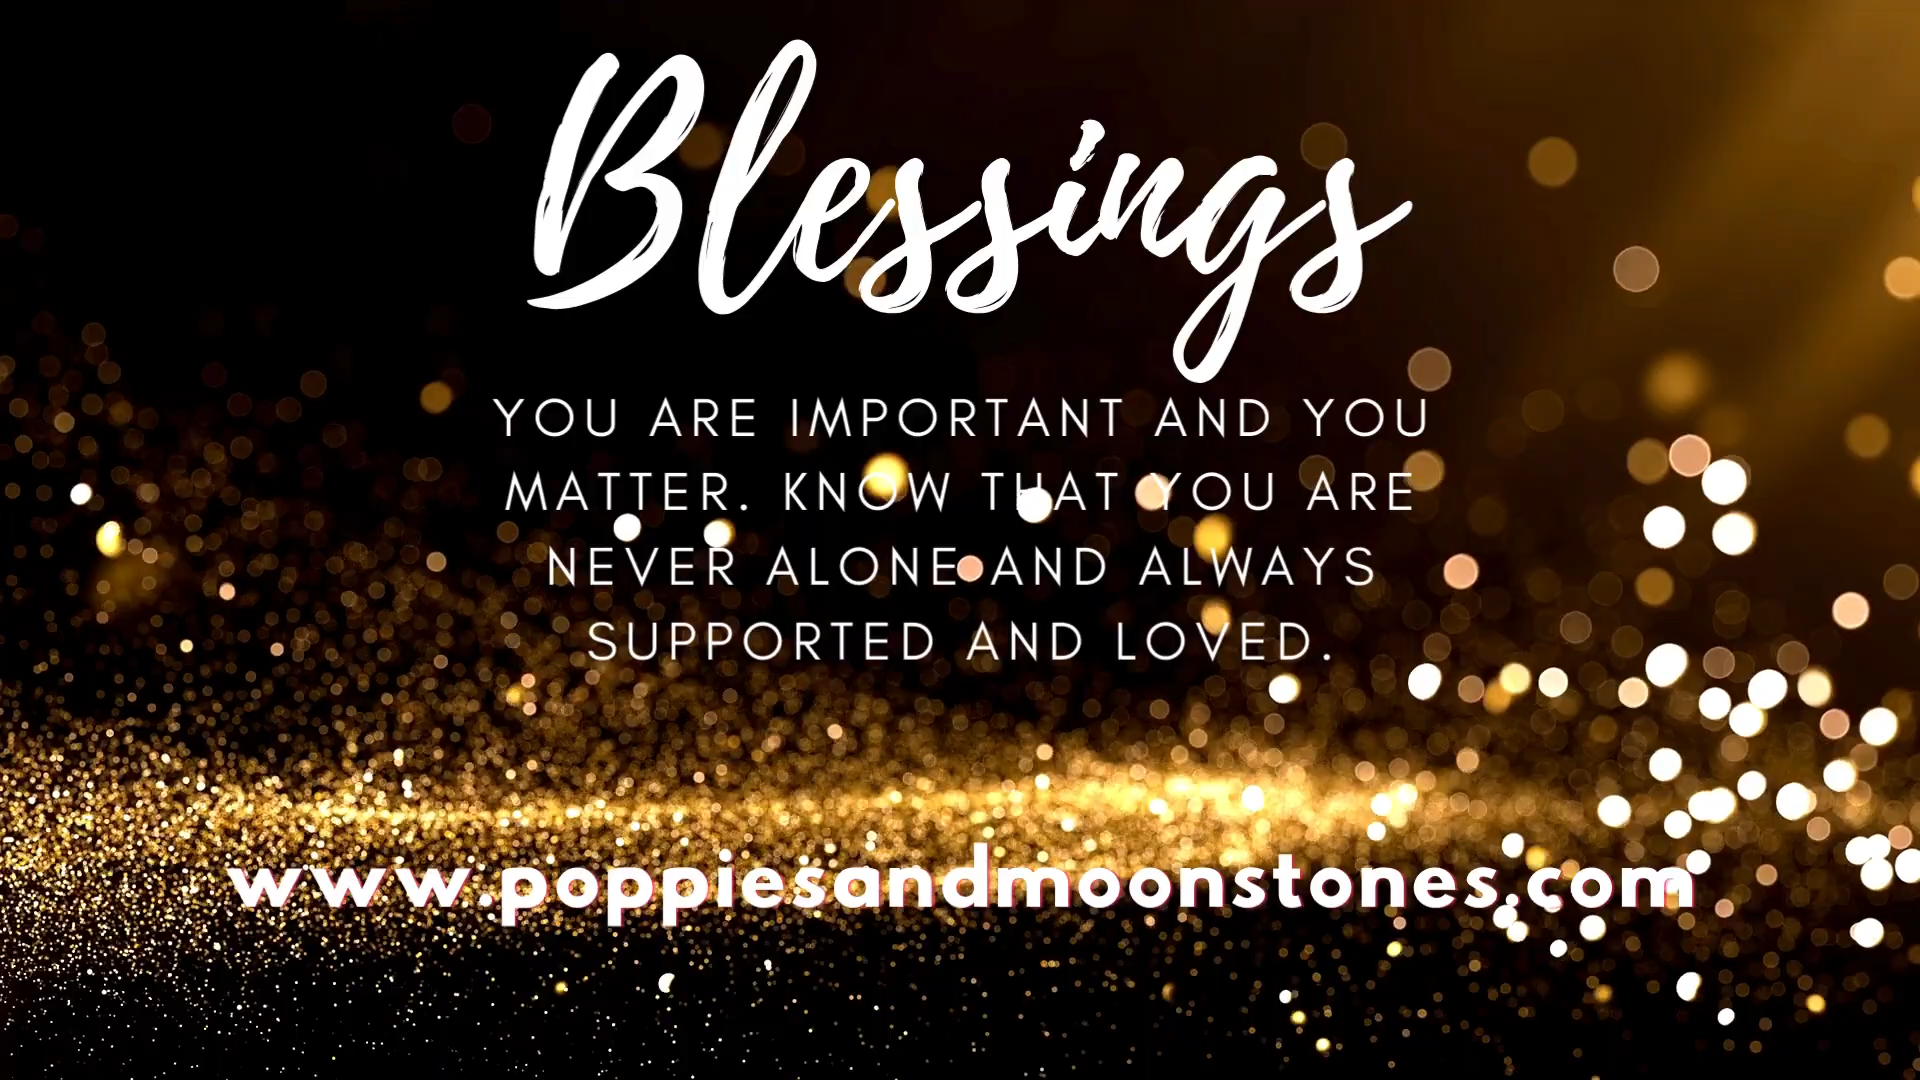 Blessings
YOU ARE IMPORTANT AND YOU
MATTER. KNOW THAT YOU ARE
NEVER ALONE AND ALWAYS
SUPPORTED AND LOVED.
www.poppiesandmoonstones.com